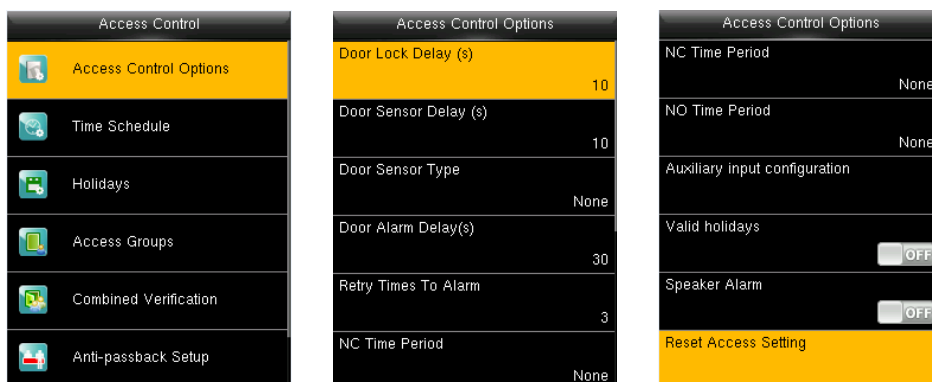 Access Control
Access Control Options
Time Schedule
Holidays
Access Groups
Combined Verification
Anti-passback Setup
Access Control Options
Door Lock Delay (s)
10
Door Sensor Delay (s)
10
Door Sensor Type
None
Door Alarm Delay(s)
30
Retry Times To Alarm
3
NC Time Period
None
Access Control Options
NC Time Period
None
NO Time Period
None
Auxiliary input configuration
Valid holidays
OFF
Speaker Alarm
OFF
Reset Access Setting